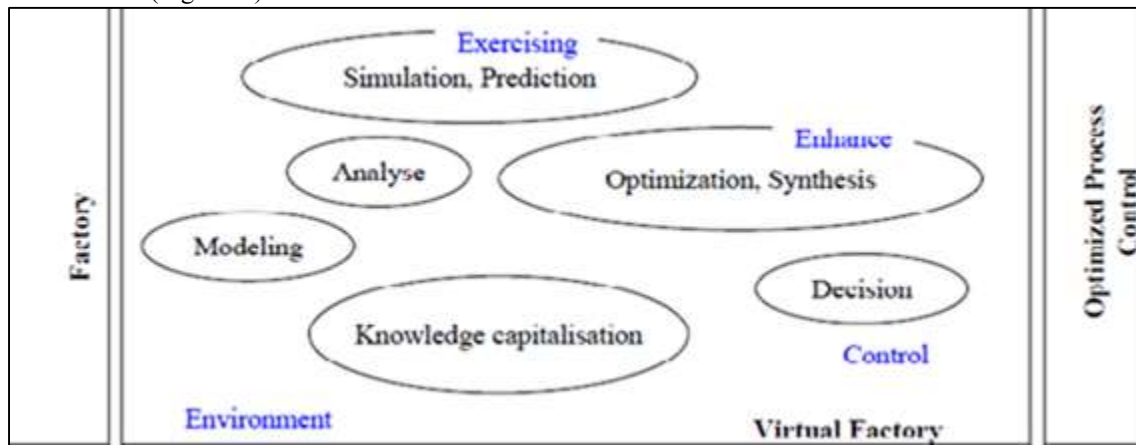 Exercising
Simulation, Prediction
Enhance
Analyse
Optimization, Synthesis
Factory
Modeling
Decision
Knowledge capitalisation
Control
Environment
Virtual Factory
Optimized Process
Control